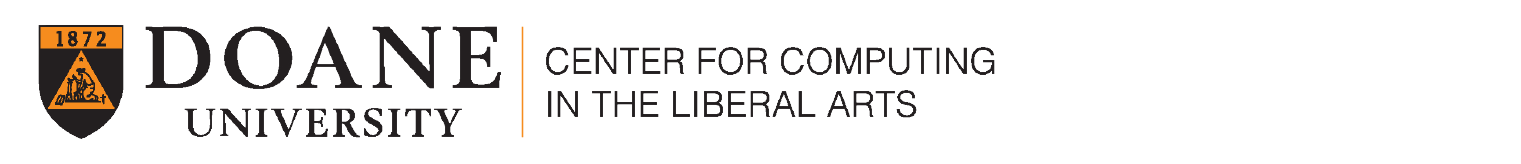 1872
DOANE
UNIVERSITY
CENTER FOR COMPUTING
IN THE LIBERAL ARTS